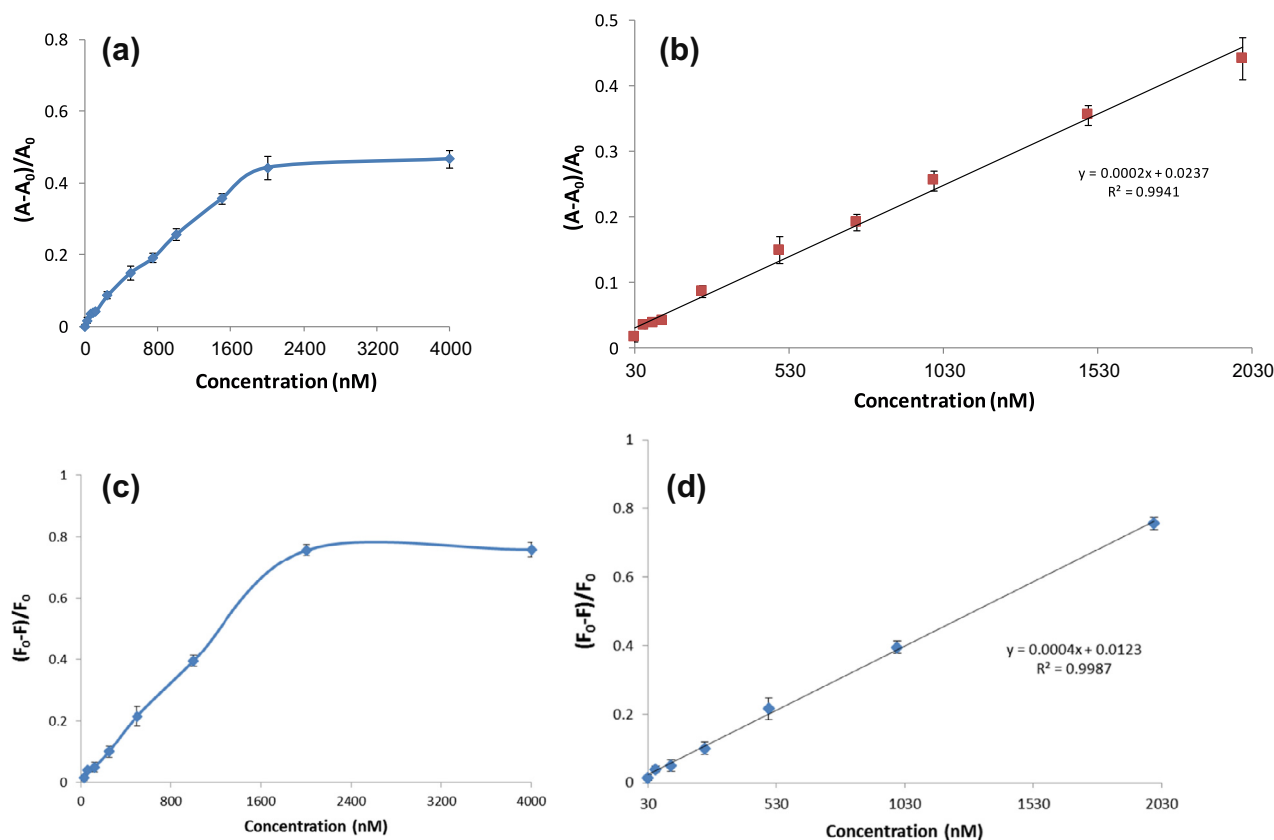 (a)
0.8
0.6
0.4
0.2
0
(A-A0)/A0
0 800 1600 2400 3200 4000
Concentration (nM)
(b)
0.5
0.4
0.3
0.2
0.1
0
(A-A0)/A0
y = 0.0002x + 0.0237
R² = 0.9941
30 530 1030 1530 2030
Concentration (nM)
(c)
1
0.8
0.6
0.4
0.2
0
(F0-F)/F0
0 800 1600 2400 3200 4000
Concentration (nM)
(d)
1
0.8
0.6
0.4
0.2
0
(F0-F)/F0
y = 0.0004x + 0.0123
R² = 0.9987
30 530 1030 1530 2030
Concentration (nM)